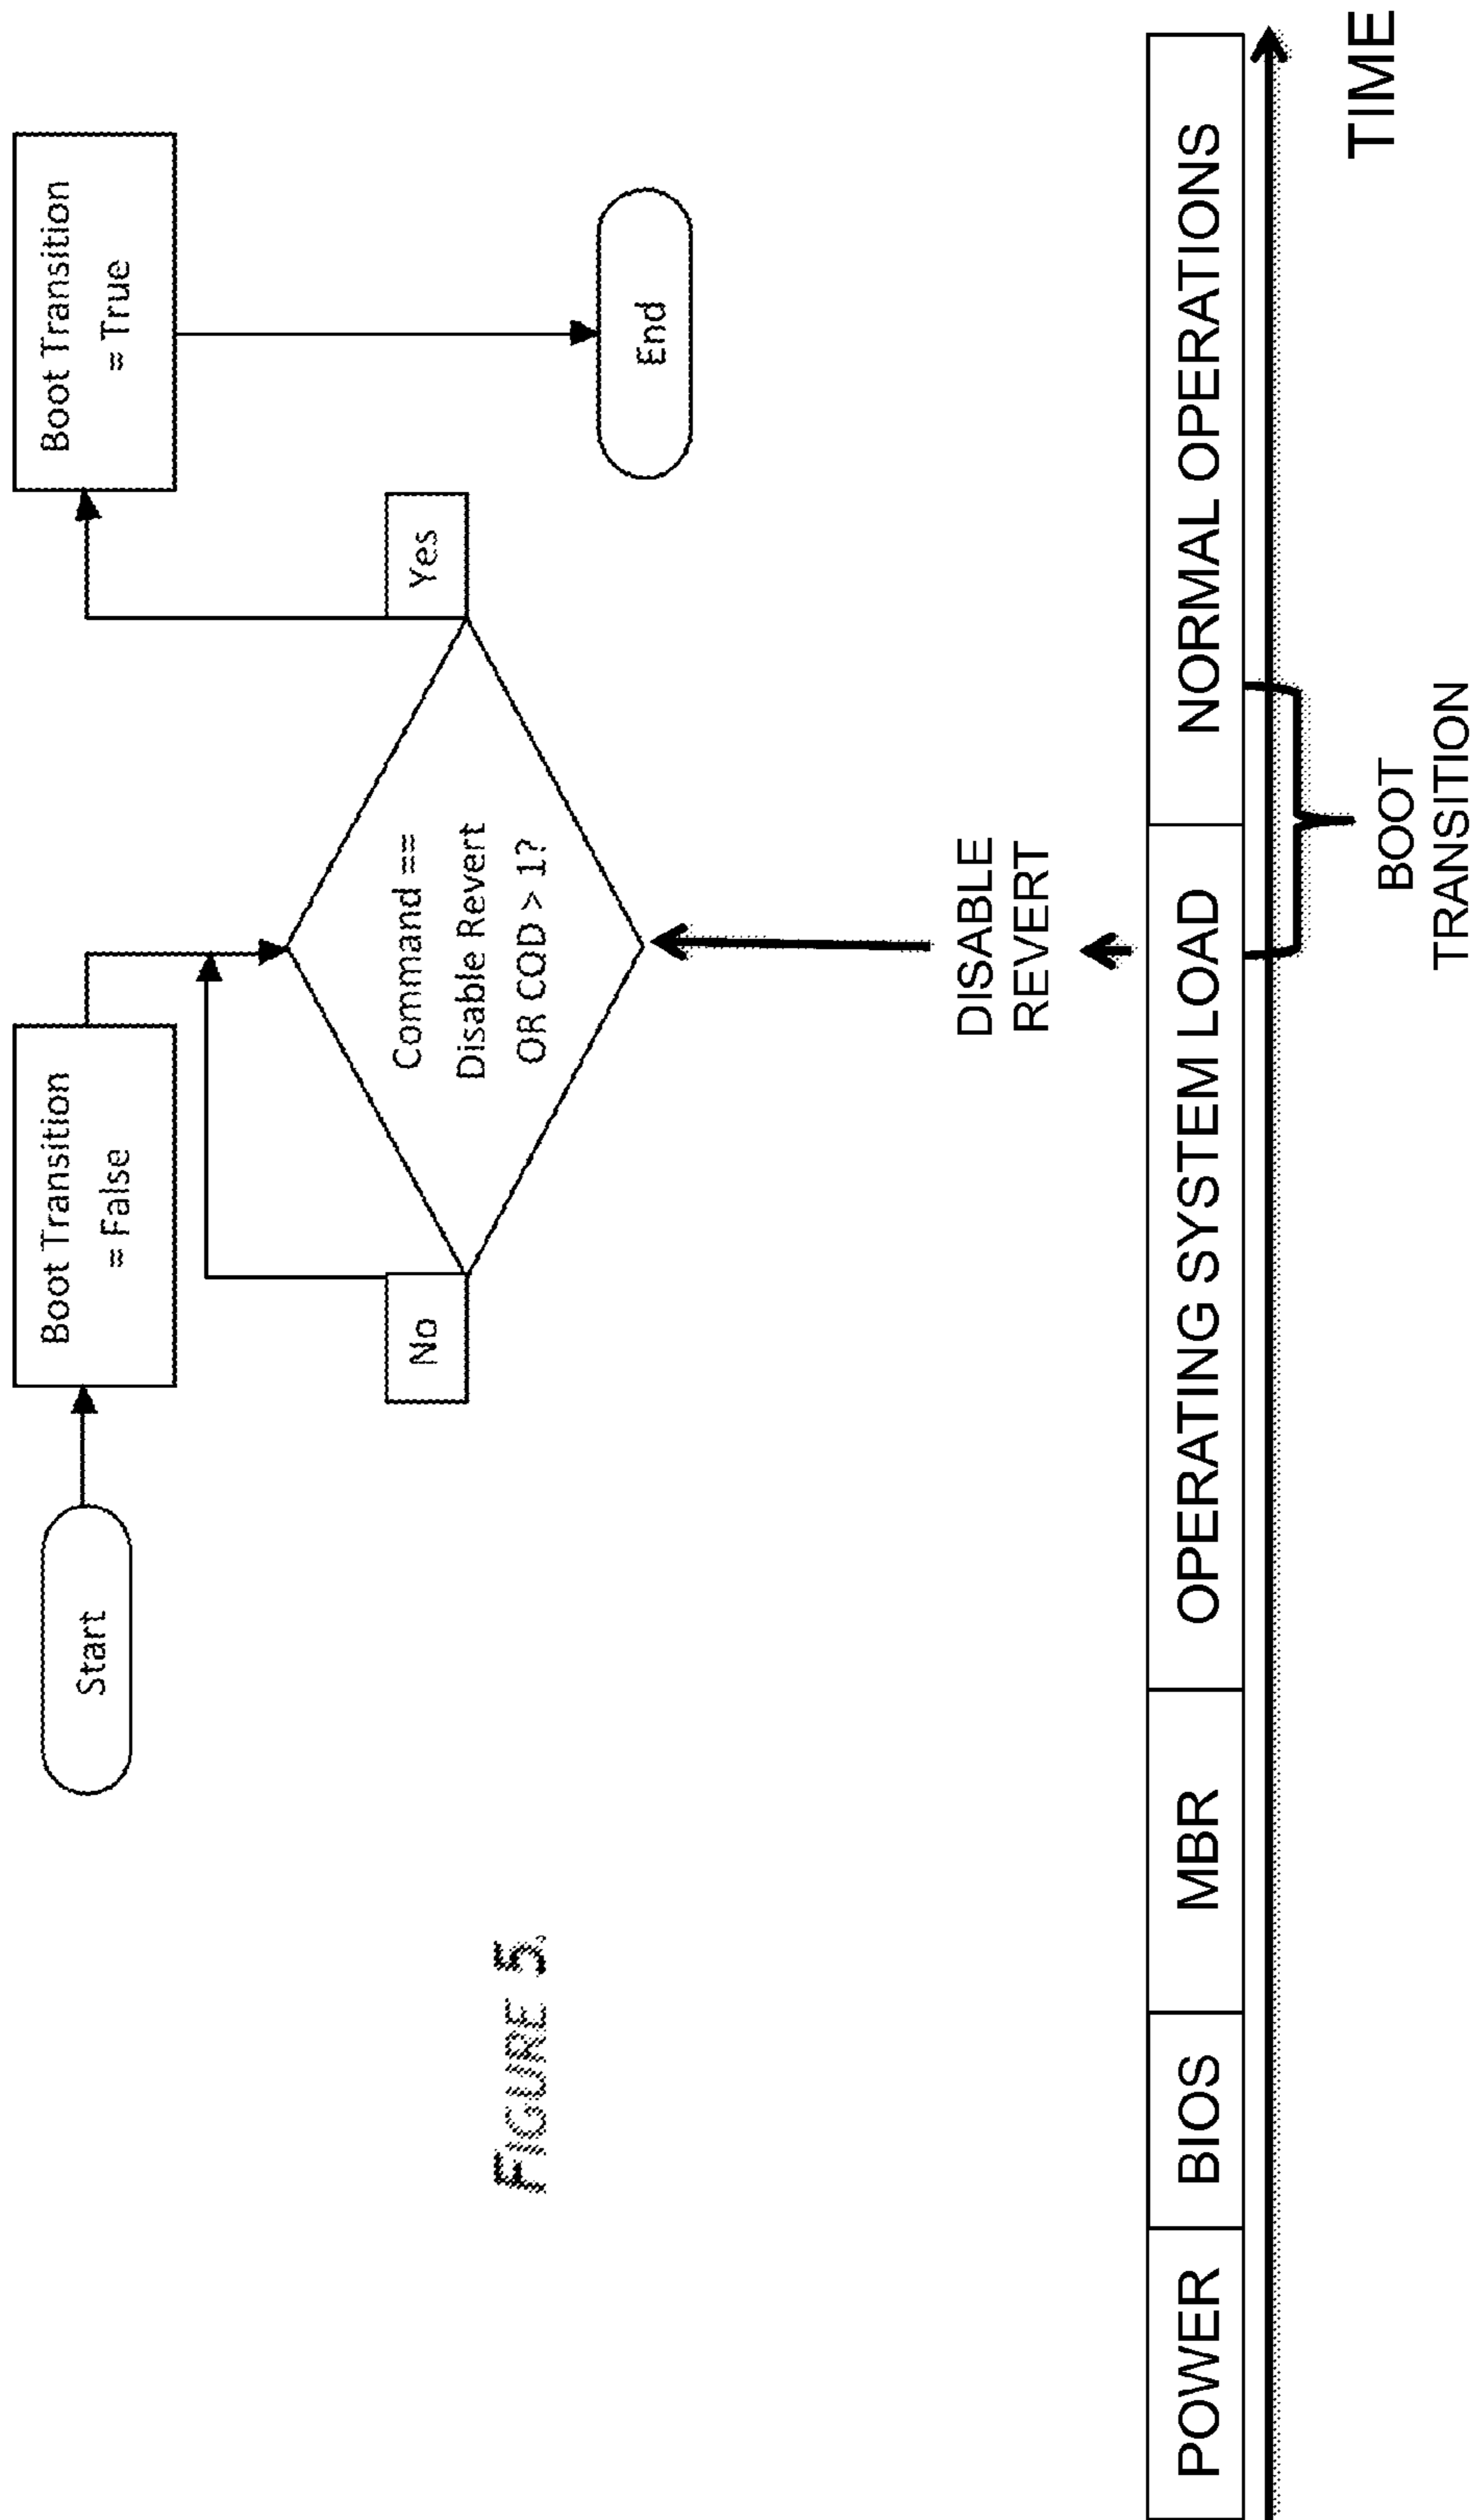 Start
Boot Transition
= False
Boot Transition
= True
No
Command ==
Disable Revert
OR CQD > 1?
Yes
End
FIGURE 5
DISABLE
REVERT
POWER
BIOS
MBR
OPERATING SYSTEM LOAD
NORMAL OPERATIONS
BOOT
TRANSITION
TIME